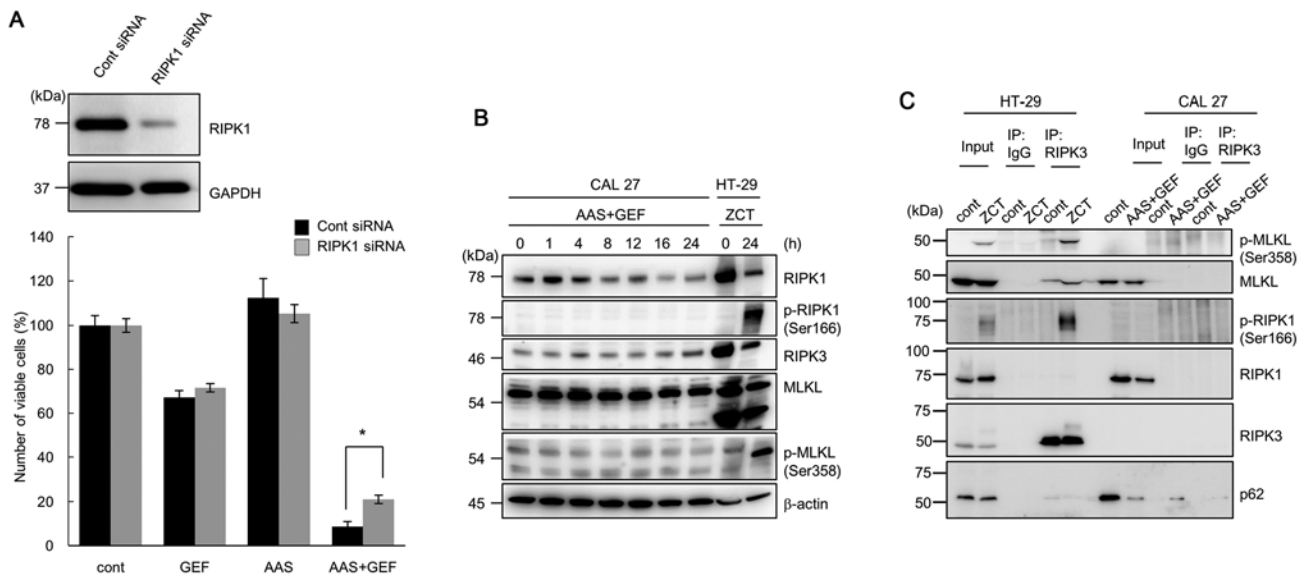 A
Cont siRNA
RIPK1 siRNA
(kDa)
78
RIPK1
37
GAPDH
Cont siRNA
RIPK1 siRNA
Number of viable cells (%)
140
120
100
80
60
40
20
0
*
cont
GEF
AAS
AAS+GEF
B
CAL 27
HT-29
AAS+GEF
ZCT
0 1 4 8 12 16 24 0 24 (h)
(kDa)
78
RIPK1
78
p-RIPK1
(Ser166)
46
RIPK3
54
MLKL
54
p-MLKL
(Ser358)
45
β-actin
C
HT-29
CAL 27
Input
IP:
IgG
IP:
RIPK3
Input
IP:
IgG
IP:
RIPK3
(kDa)
cont
ZCT
cont
ZCT
cont
ZCT
cont
AAS+GEF
cont
AAS+GEF
cont
AAS+GEF
50
p-MLKL
(Ser358)
50
MLKL
100
75
p-RIPK1
(Ser166)
100
75
RIPK1
75
50
RIPK3
75
50
p62